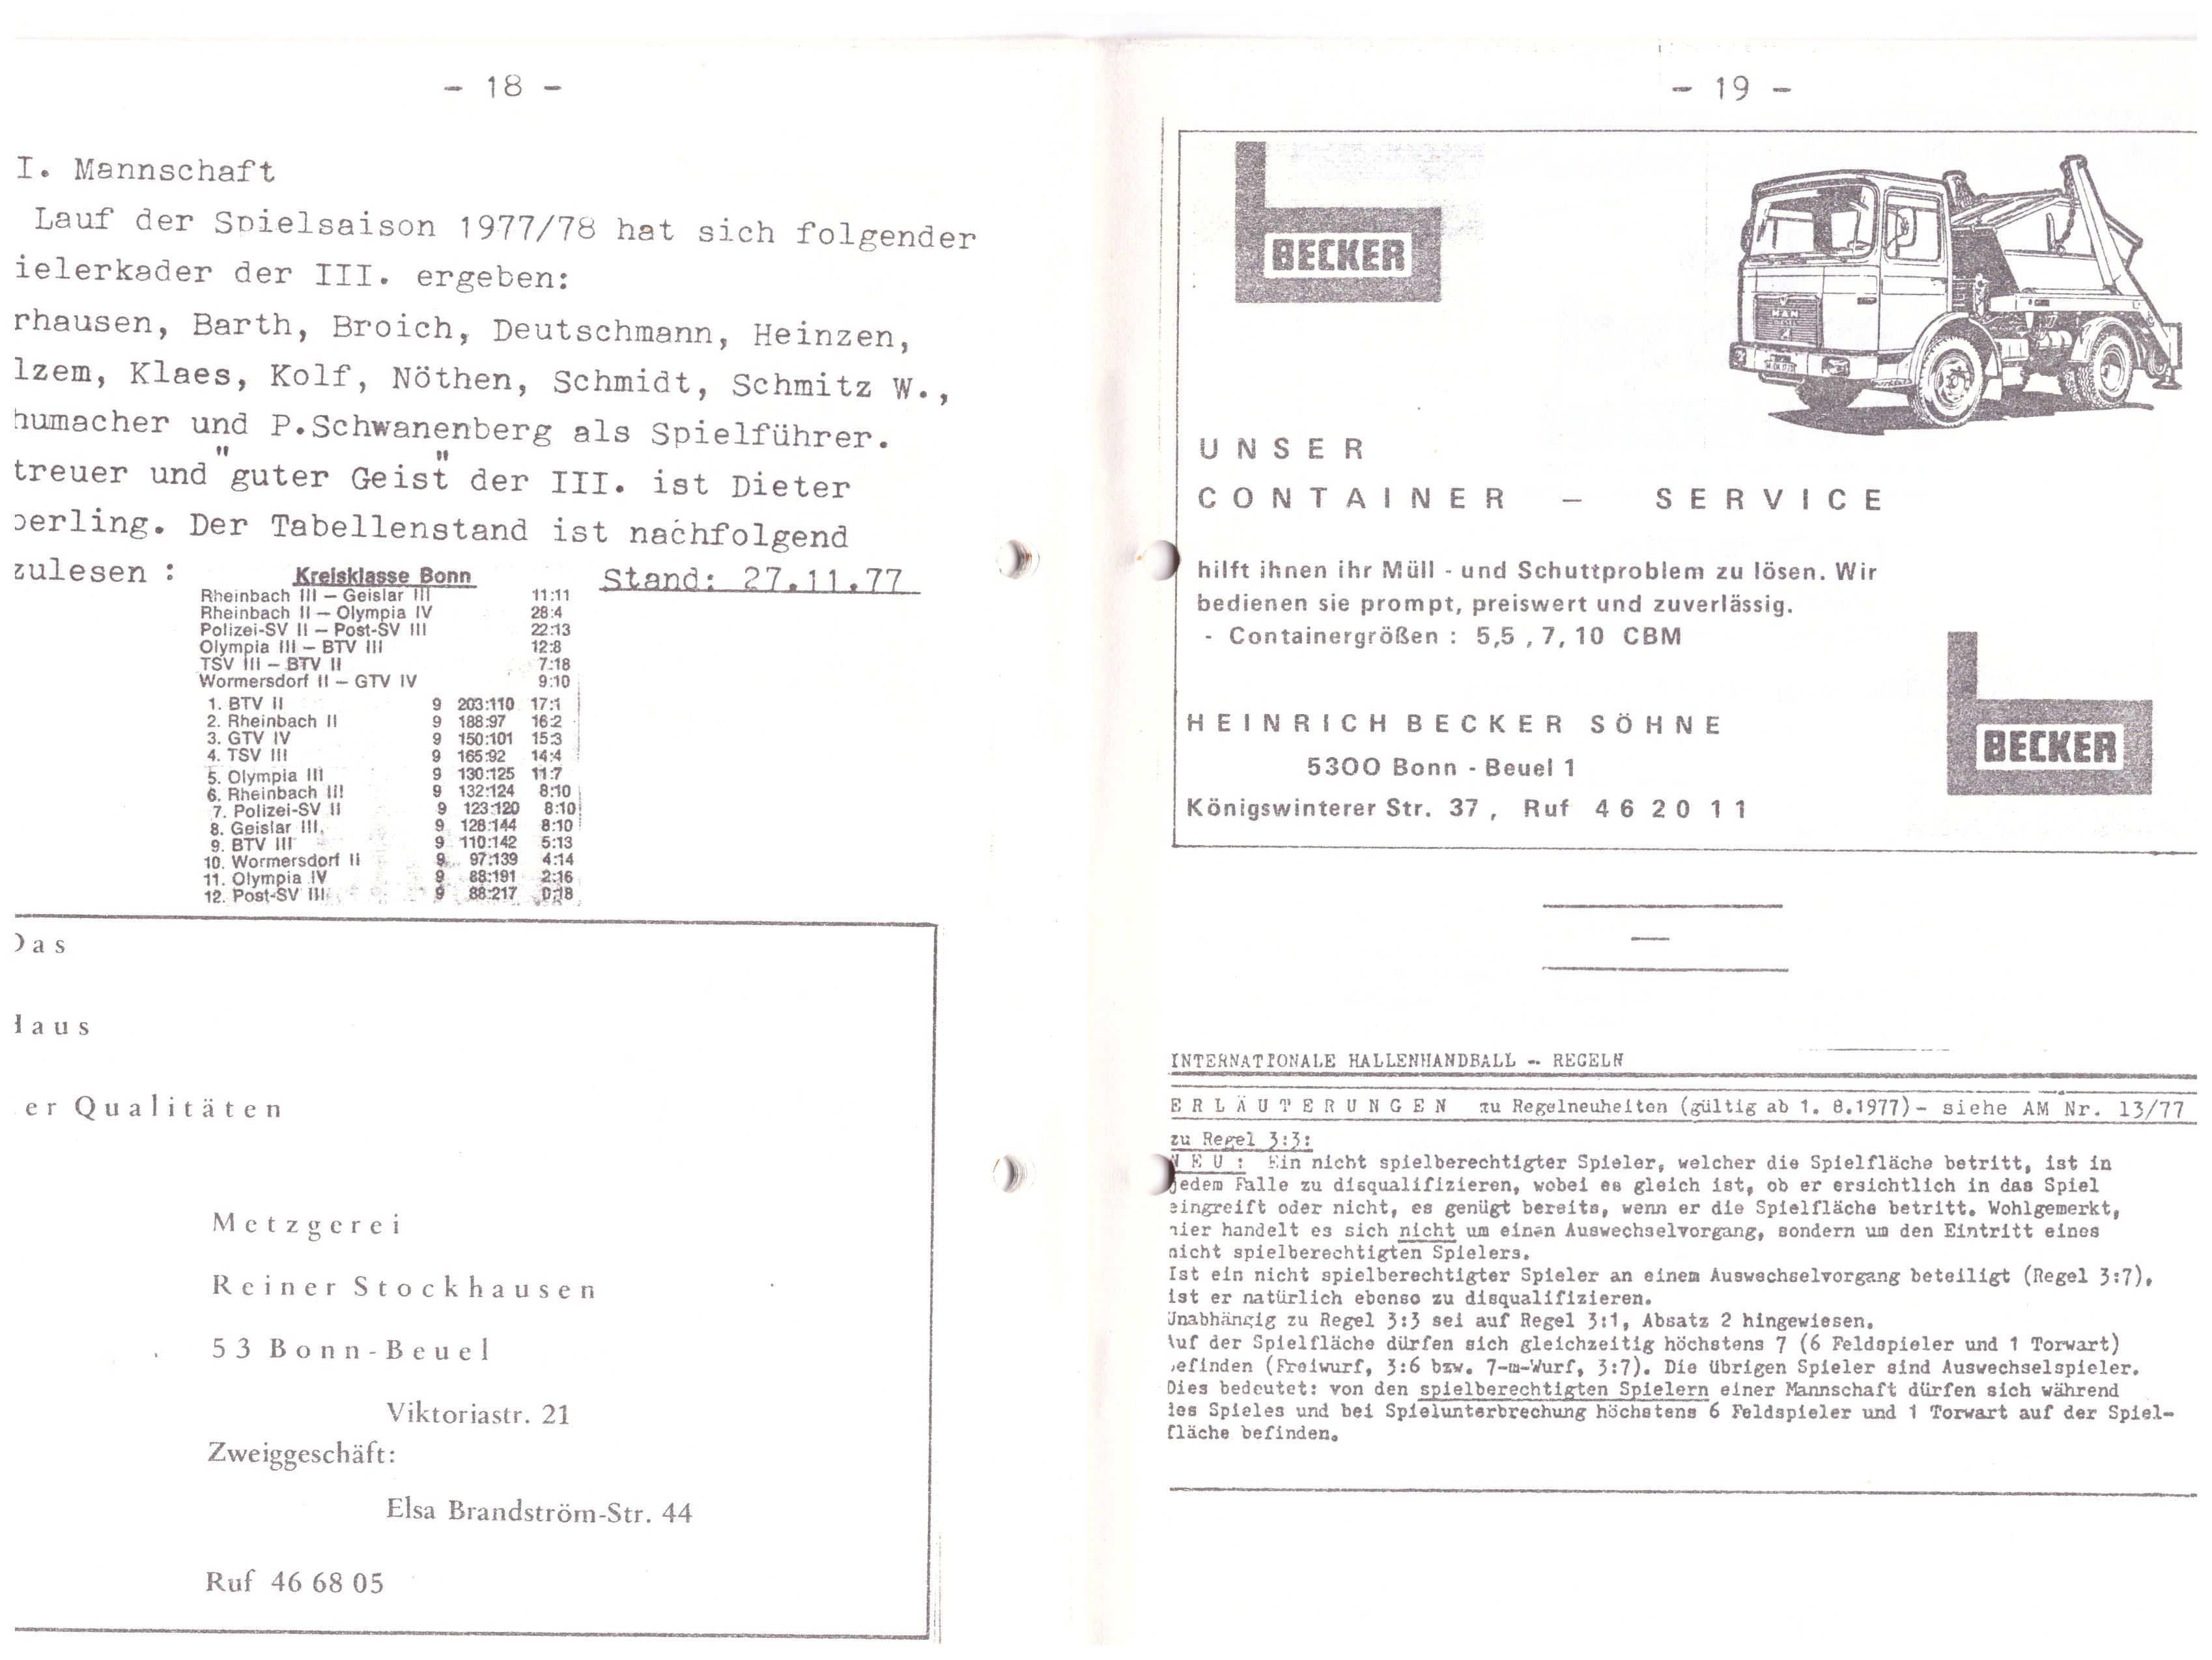 - 18 -
I. Mannschaft
Lauf der Spielsaison 1977/78 hat sich folgender
ielerkader der III. ergeben:
rhausen, Barth, Broich, Deutschmann, Heinzen,
lzem, Klaes, Kolf, Nöthen, Schmidt, Schmitz W.,
humacher und P.Schwanenberg als Spielführer.
treuer und "guter Geist" der III. ist Dieter
perling. Der Tabellenstand ist nachfolgend
zulesen :
Kreisklasse Bonn Stand: 27.11.77
Rheinbach III – Geislar III 11:11
Rheinbach II – Olympia IV 28:4
Polizei-SV II – Post-SV III 22:13
Olympia III – BTV III 12:8
TSV III – BTV II 7:18
Wormersdorf II – GTV IV 9:10
1. BTV II 9 203:110 17:1
2. Rheinbach II 9 188:97 16:2
3. GTV IV 9 150:101 15:3
4. TSV III 9 165:92 14:4
5. Olympia III 9 130:125 11:7
6. Rheinbach III 9 132:124 8:10
7. Polizei-SV II 9 123:120 8:10
8. Geislar III 9 128:144 8:10
9. BTV III 9 110:142 5:13
10. Wormersdorf II 9 97:139 4:14
11. Olympia IV 9 88:191 2:16
12. Post-SV III 9 88:217 0:18
Das
Haus
er Qualitäten
Metzgerei
Reiner Stockhausen
53 Bonn-Beuel
Viktoriastr. 21
Zweiggeschäft:
Elsa Brandström-Str. 44
Ruf 46 68 05
- 19 -
BECKER
MAN
UNSER
CONTAINER – SERVICE
hilft ihnen ihr Müll - und Schuttproblem zu lösen. Wir
bedienen sie prompt, preiswert und zuverlässig.
- Containergrößen : 5,5 , 7, 10 CBM
HEINRICH BECKER SÖHNE
5300 Bonn - Beuel 1
Königswinterer Str. 37 , Ruf 4 6 2 0 1 1
BECKER
INTERNATIONALE HALLENHANDBALL -- REGELN
ERLÄUTERUNGEN zu Regelneuheiten (gültig ab 1. 8.1977)- siehe AM Nr. 13/77
zu Regel 3:3:
NEU: Ein nicht spielberechtigter Spieler, welcher die Spielfläche betritt, ist in
jedem Falle zu disqualifizieren, wobei es gleich ist, ob er ersichtlich in das Spiel
eingreift oder nicht, es genügt bereits, wenn er die Spielfläche betritt. Wohlgemerkt,
hier handelt es sich nicht um einen Auswechselvorgang, sondern um den Eintritt eines
nicht spielberechtigten Spielers.
Ist ein nicht spielberechtigter Spieler an einem Auswechselvorgang beteiligt (Regel 3:7),
ist er natürlich ebenso zu disqualifizieren.
Unabhängig zu Regel 3:3 sei auf Regel 3:1, Absatz 2 hingewiesen.
Auf der Spielfläche dürfen sich gleichzeitig höchstens 7 (6 Feldspieler und 1 Torwart)
befinden (Freiwurf, 3:6 bzw. 7-m-Wurf, 3:7). Die übrigen Spieler sind Auswechselspieler.
Dies bedeutet: von den spielberechtigten Spielern einer Mannschaft dürfen sich während
des Spieles und bei Spielunterbrechung höchstens 6 Feldspieler und 1 Torwart auf der Spiel-
fläche befinden.